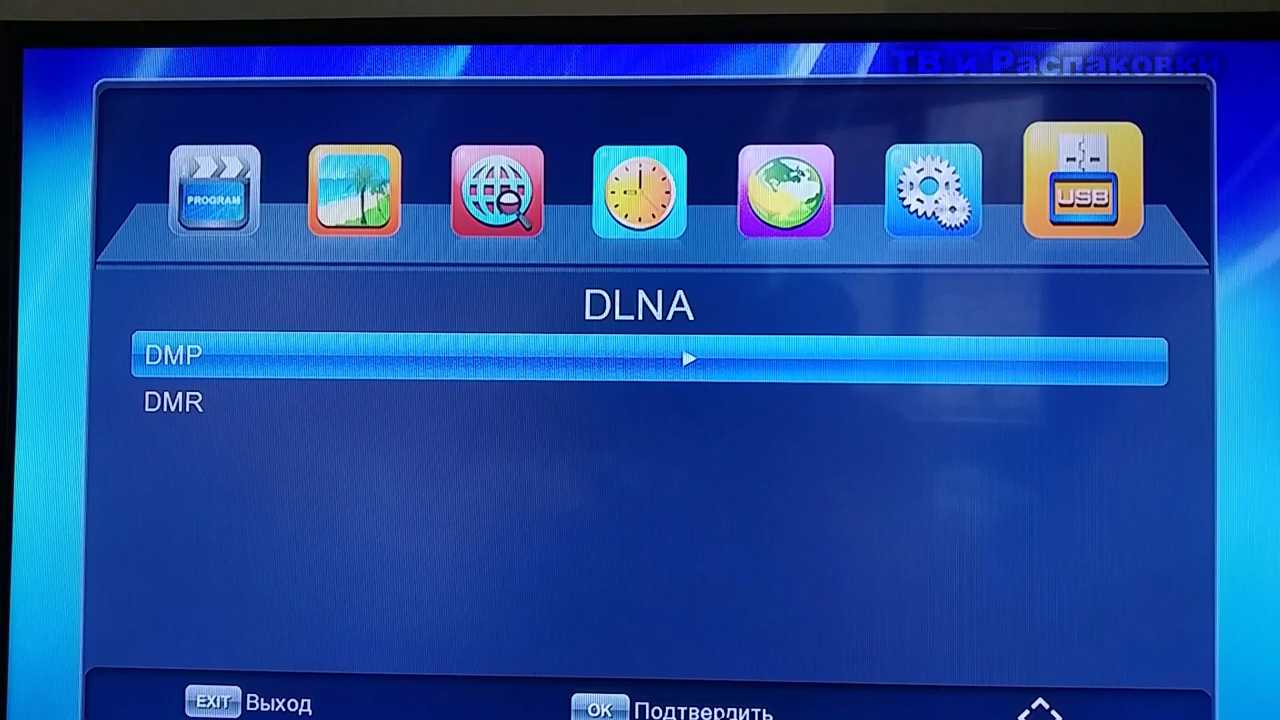 ТВ и Распаковки
PROGRAM
USB
DLNA
DMP
DMR
EXIT Выход
OK Подтвердить